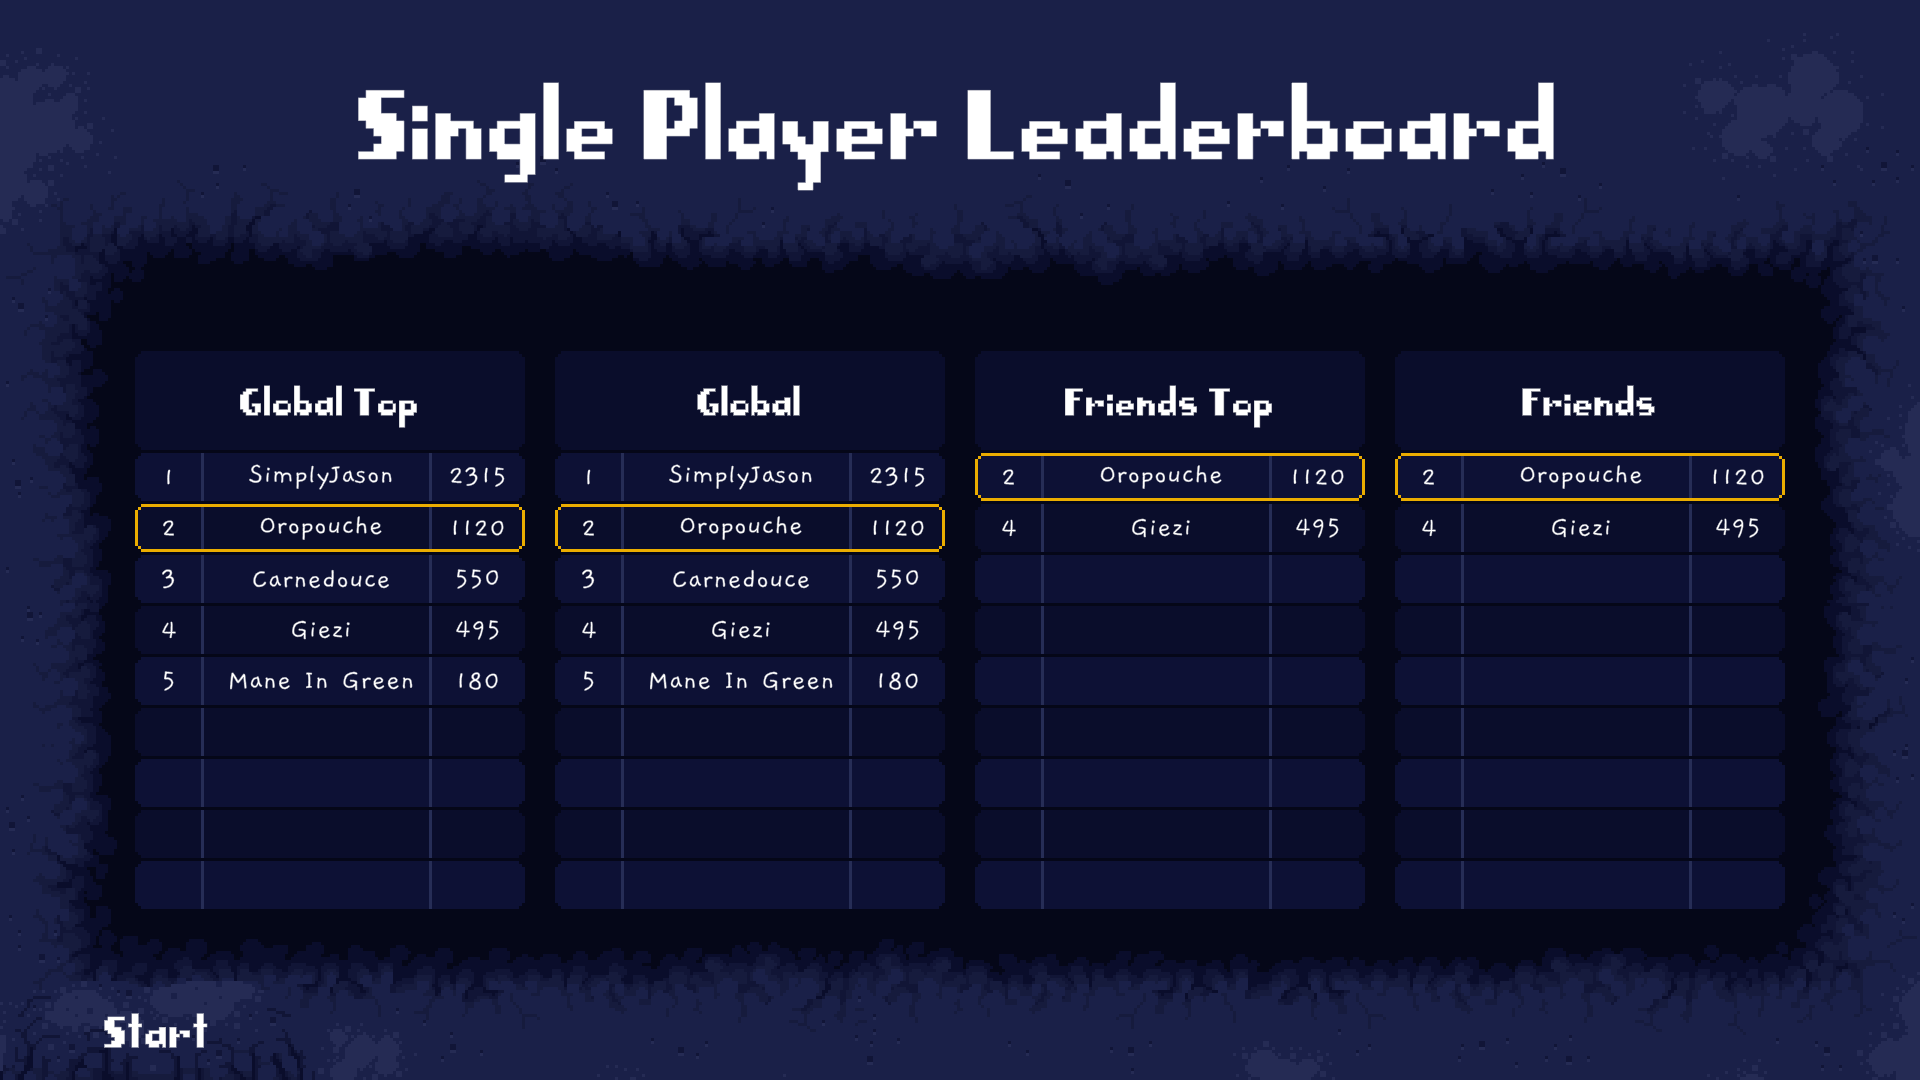 Single Player Leaderboard
Global Top
1 SimplyJason 2315
2 Oropouche 1120
3 Carnedouce 550
4 Giezi 495
5 Mane In Green 180
Global
1 SimplyJason 2315
2 Oropouche 1120
3 Carnedouce 550
4 Giezi 495
5 Mane In Green 180
Friends Top
2 Oropouche 1120
4 Giezi 495
Friends
2 Oropouche 1120
4 Giezi 495
Start